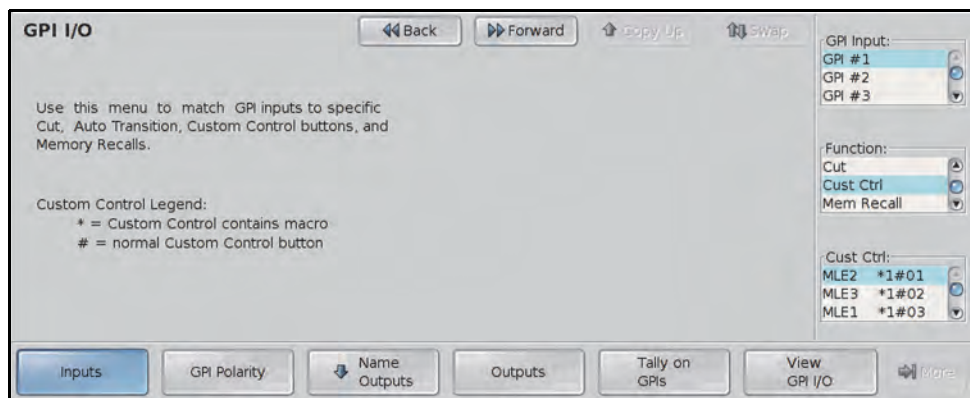 GPI I/O
Back
Forward
Copy Up
Swap
Use this menu to match GPI inputs to specific
Cut, Auto Transition, Custom Control buttons, and
Memory Recalls.
Custom Control Legend:
* = Custom Control contains macro
# = normal Custom Control button
GPI Input:
GPI #1
GPI #2
GPI #3
Function:
Cut
Cust Ctrl
Mem Recall
Cust Ctrl:
MLE2 *1#01
MLE3 *1#02
MLE1 *1#03
Inputs
GPI Polarity
Name
Outputs
Outputs
Tally on
GPIs
View
GPI I/O
More